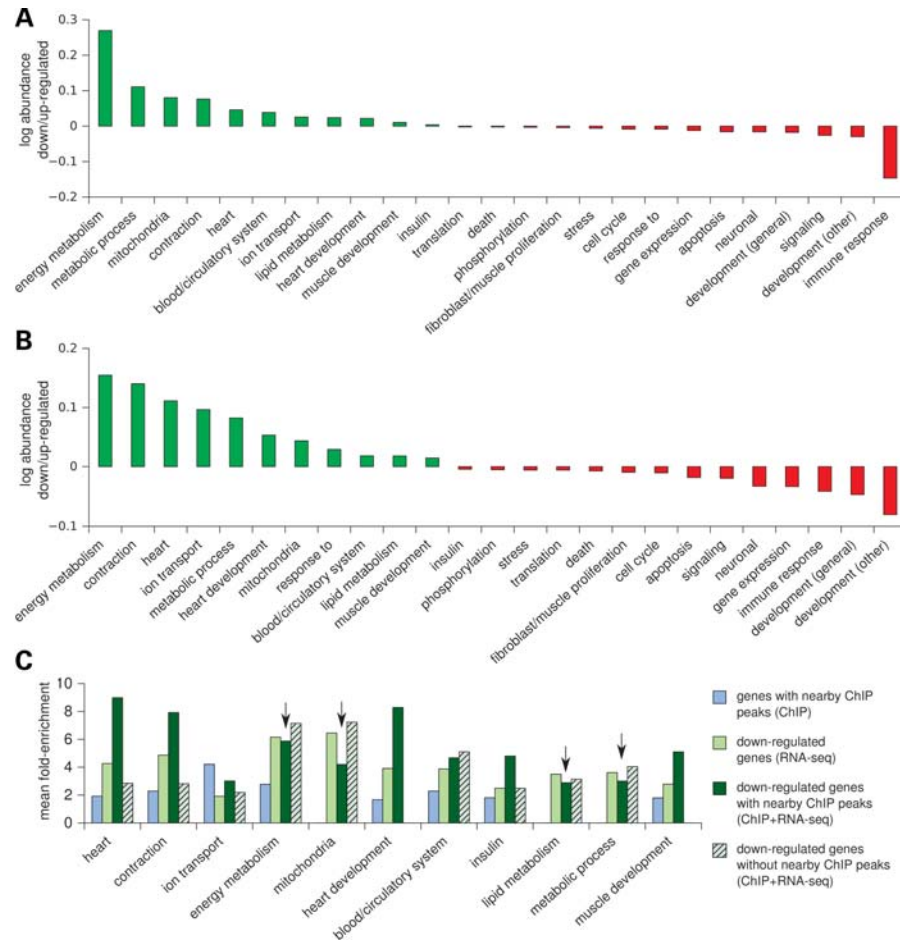 A
log abundance
down/up-regulated
0.3
0.2
0.1
0
−0.1
−0.2
energy metabolism
metabolic process
mitochondria
contraction
heart
blood/circulatory system
ion transport
lipid metabolism
heart development
muscle development
insulin
translation
death
phosphorylation
fibroblast/muscle proliferation
stress
cell cycle
response to
gene expression
apoptosis
neuronal
development (general)
signaling
development (other)
immune response
B
log abundance
down/up-regulated
0.2
0.1
0
−0.1
energy metabolism
contraction
heart
ion transport
metabolic process
heart development
mitochondria
response to
blood/circulatory system
lipid metabolism
muscle development
insulin
phosphorylation
stress
translation
death
fibroblast/muscle proliferation
cell cycle
apoptosis
signaling
neuronal
gene expression
immune response
development (general)
development (other)
C
mean fold-enrichment
10
8
6
4
2
0
heart
contraction
ion transport
energy metabolism
mitochondria
heart development
blood/circulatory system
insulin
lipid metabolism
metabolic process
muscle development
genes with nearby ChIP
peaks (ChIP)
down-regulated
genes (RNA-seq)
down-regulated genes
with nearby ChIP peaks
(ChIP+RNA-seq)
down-regulated genes
without nearby ChIP peaks
(ChIP+RNA-seq)